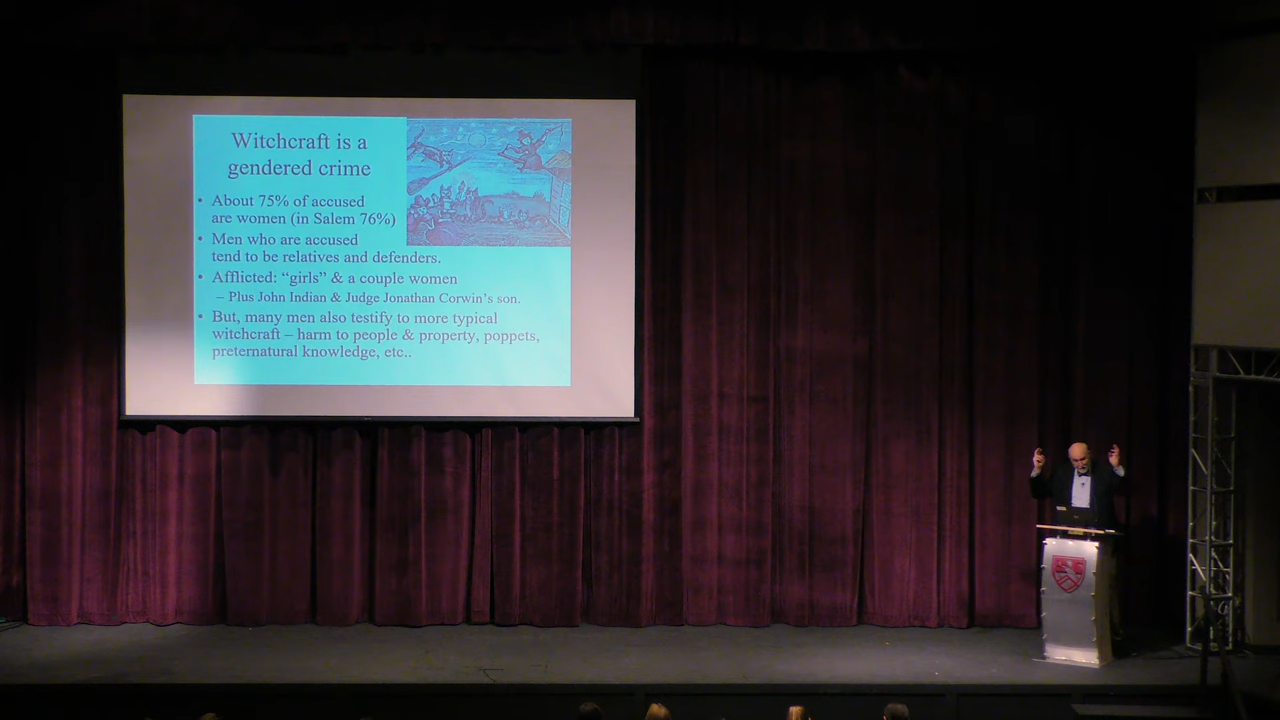 Witchcraft is a
gendered crime
• About 75% of accused
are women (in Salem 76%)
• Men who are accused
tend to be relatives and defenders.
• Afflicted: “girls” & a couple women
– Plus John Indian & Judge Jonathan Corwin’s son.
• But, many men also testify to more typical
witchcraft – harm to people & property, poppets,
preternatural knowledge, etc..